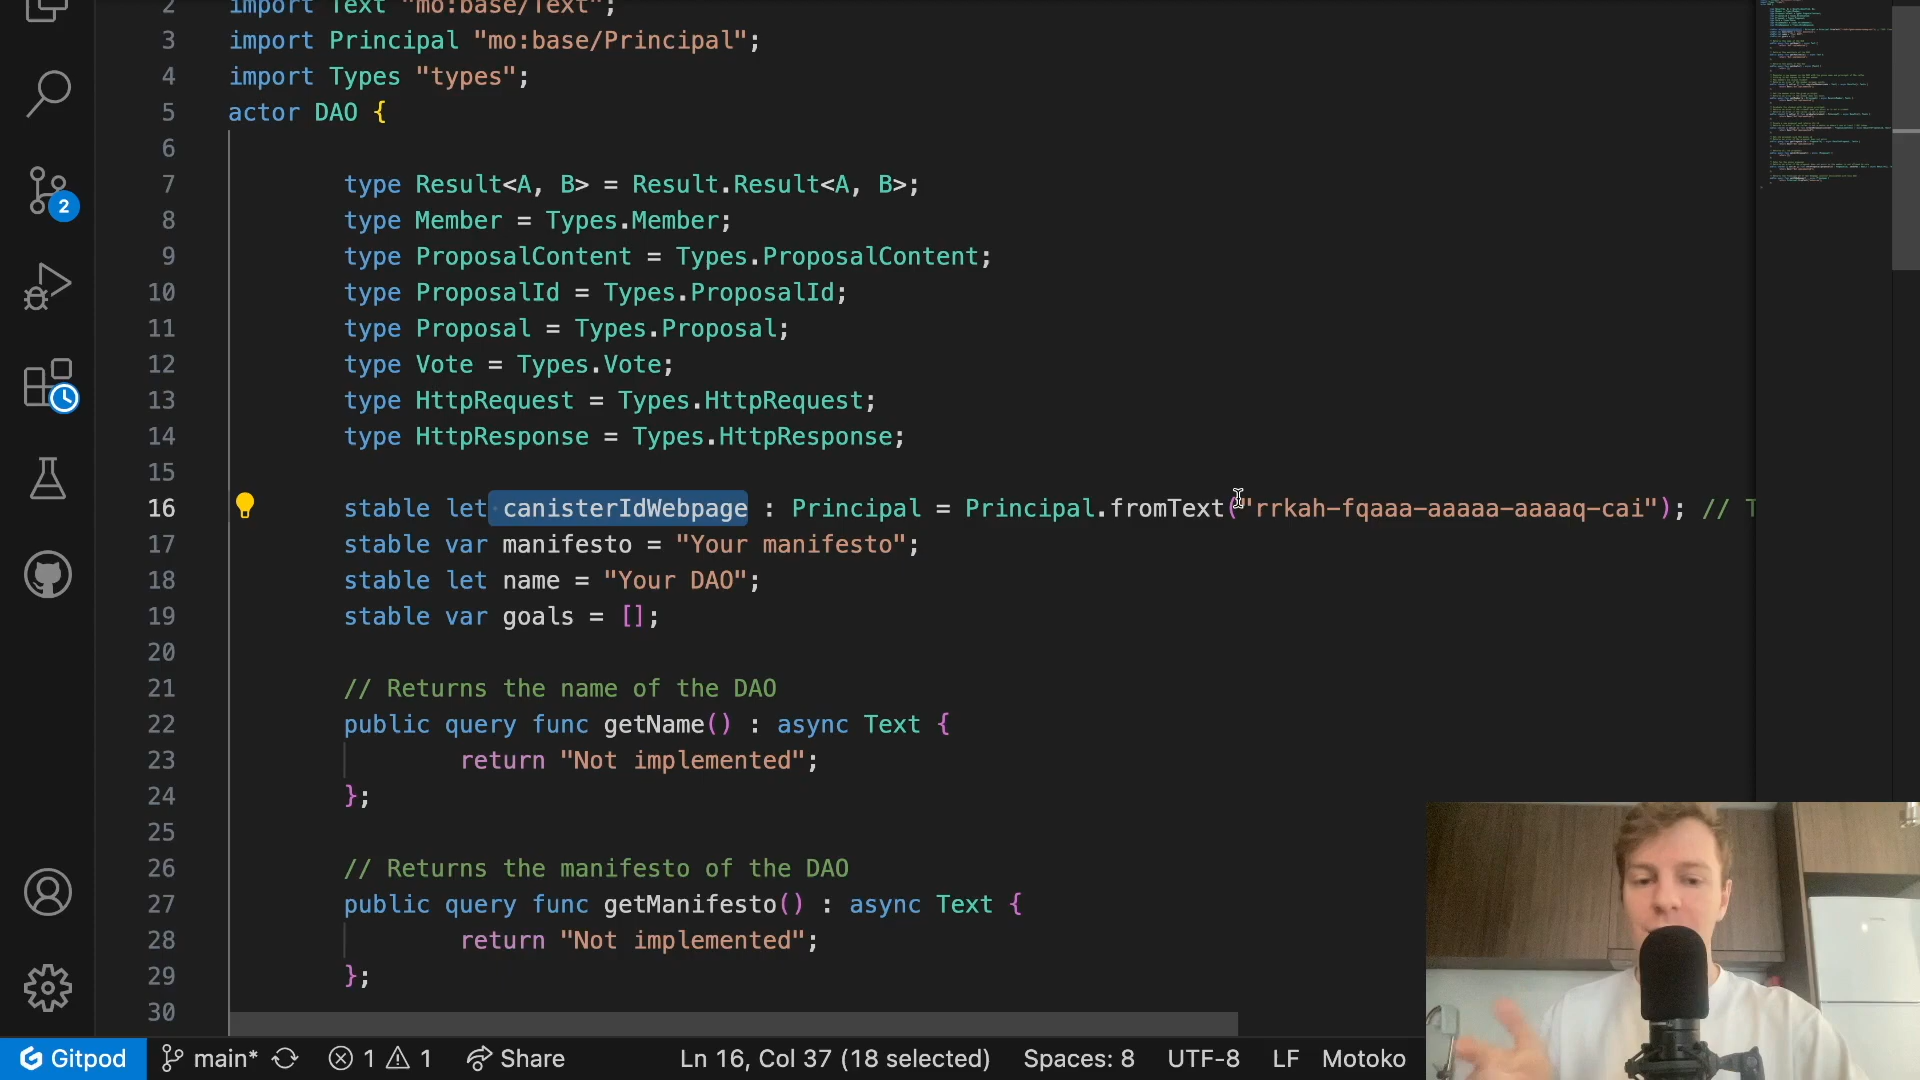 2 import Text "mo:base/Text";
3 import Principal "mo:base/Principal";
4 import Types "types";
5 actor DAO {
6
7 type Result<A, B> = Result.Result<A, B>;
8 type Member = Types.Member;
9 type ProposalContent = Types.ProposalContent;
10 type ProposalId = Types.ProposalId;
11 type Proposal = Types.Proposal;
12 type Vote = Types.Vote;
13 type HttpRequest = Types.HttpRequest;
14 type HttpResponse = Types.HttpResponse;
15
16 stable let canisterIdWebpage : Principal = Principal.fromText("rrkah-fqaaa-aaaaa-aaaaq-cai"); // T
17 stable var manifesto = "Your manifesto";
18 stable let name = "Your DAO";
19 stable var goals = [];
20
21 // Returns the name of the DAO
22 public query func getName() : async Text {
23 return "Not implemented";
24 };
25
26 // Returns the manifesto of the DAO
27 public query func getManifesto() : async Text {
28 return "Not implemented";
29 };
30
2
Gitpod main* 1 1 Share Ln 16, Col 37 (18 selected) Spaces: 8 UTF-8 LF Motoko